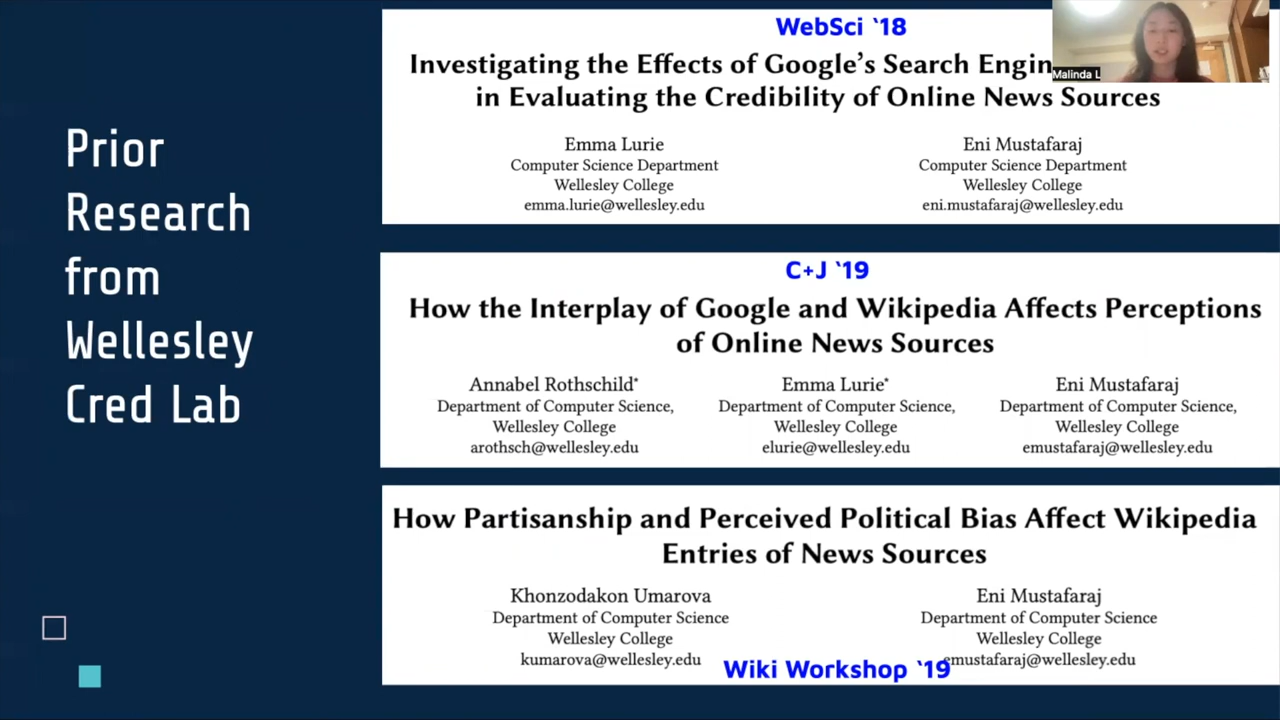 Prior
Research
from
Wellesley
Cred Lab
WebSci `18
Malinda L
Investigating the Effects of Google’s Search
in Evaluating the Credibility of Online News Sources
Emma Lurie
Computer Science Department
Wellesley College
emma.lurie@wellesley.edu
Eni Mustafaraj
Computer Science Department
Wellesley College
eni.mustafaraj@wellesley.edu
C+J `19
How the Interplay of Google and Wikipedia Affects Perceptions
of Online News Sources
Annabel Rothschild*
Department of Computer Science,
Wellesley College
arothsch@wellesley.edu
Emma Lurie*
Department of Computer Science,
Wellesley College
elurie@wellesley.edu
Eni Mustafaraj
Department of Computer Science,
Wellesley College
emustafaraj@wellesley.edu
How Partisanship and Perceived Political Bias Affect Wikipedia
Entries of News Sources
Khonzodakon Umarova
Department of Computer Science
Wellesley College
kumarova@wellesley.edu
Eni Mustafaraj
Department of Computer Science
Wellesley College
emustafaraj@wellesley.edu
Wiki Workshop `19